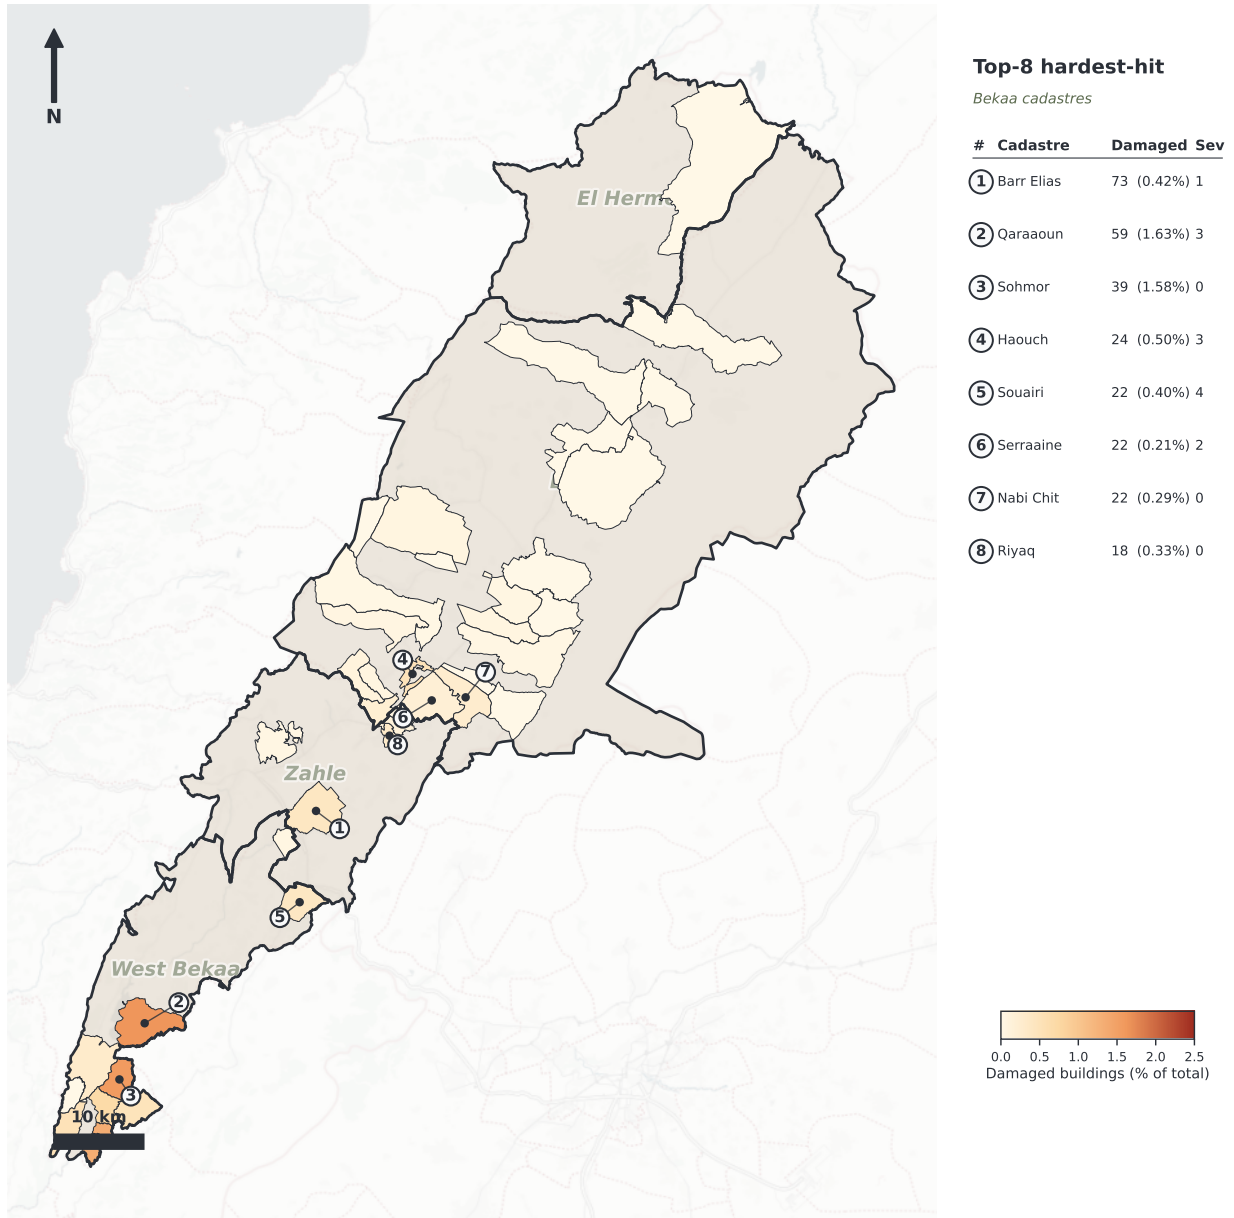 N
El Herm
Zahle
West Bekaa
4
7
6
8
1
5
2
3
10 km
Top-8 hardest-hit
Bekaa cadastres
# Cadastre Damaged Sev
1 Barr Elias 73 (0.42%) 1
2 Qaraaoun 59 (1.63%) 3
3 Sohmor 39 (1.58%) 0
4 Haouch 24 (0.50%) 3
5 Souairi 22 (0.40%) 4
6 Serraaine 22 (0.21%) 2
7 Nabi Chit 22 (0.29%) 0
8 Riyaq 18 (0.33%) 0
0.0 0.5 1.0 1.5 2.0 2.5
Damaged buildings (% of total)